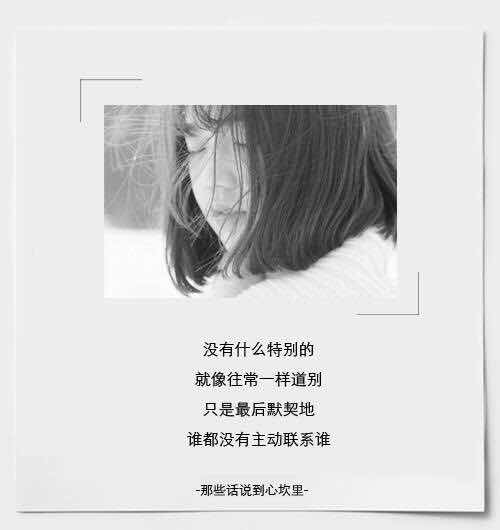 没有什么特别的
就像往常一样道别
只是最后默契地
谁都没有主动联系谁
-那些话说到心坎里-